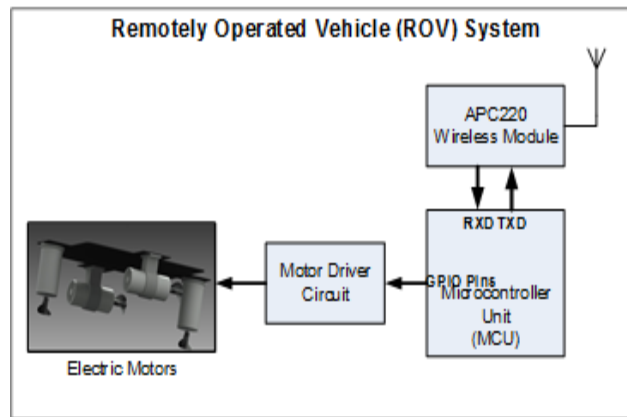 Remotely Operated Vehicle (ROV) System
APC220
Wireless Module
RXD TXD
GPIO Pins
Microcontroller
Unit
(MCU)
Motor Driver
Circuit
Electric Motors